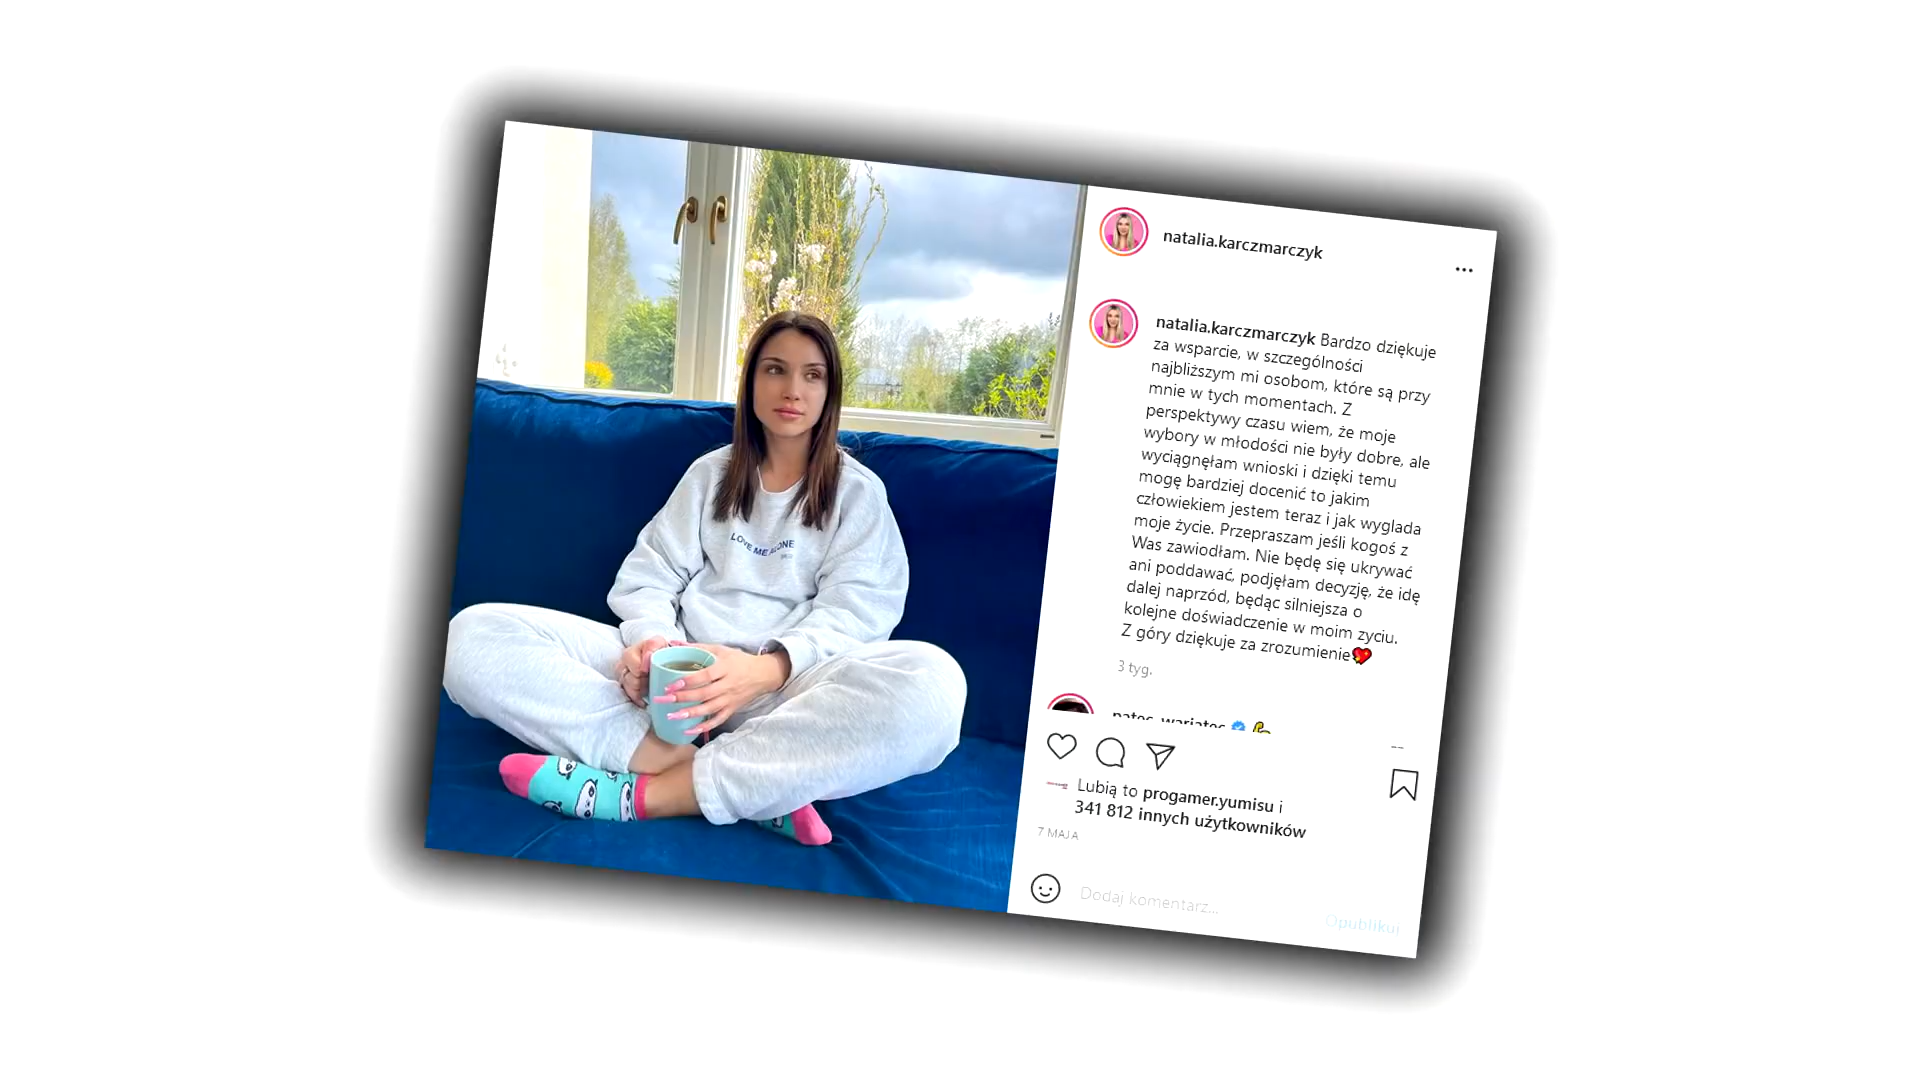 natalia.karczmarczyk
natalia.karczmarczyk Bardzo dziękuje
za wsparcie, w szczególności
najbliższym mi osobom, które są przy
mnie w tych momentach. Z
perspektywy czasu wiem, że moje
wybory w młodości nie były dobre, ale
wyciągnęłam wnioski i dzięki temu
mogę bardziej docenić to jakim
człowiekiem jestem teraz i jak wyglada
moje życie. Przepraszam jeśli kogoś z
Was zawiodłam. Nie będę się ukrywać
ani poddawać, podjęłam decyzję, że idę
dalej naprzód, będąc silniejsza o
kolejne doświadczenie w moim zyciu.
Z góry dziękuje za zrozumienie💖
3 tyg.
natec_wariatec
Lubią to progamer.yumisu i
341 812 innych użytkowników
7 MAJA
Dodaj komentarz...
Opublikuj
LOVE ME